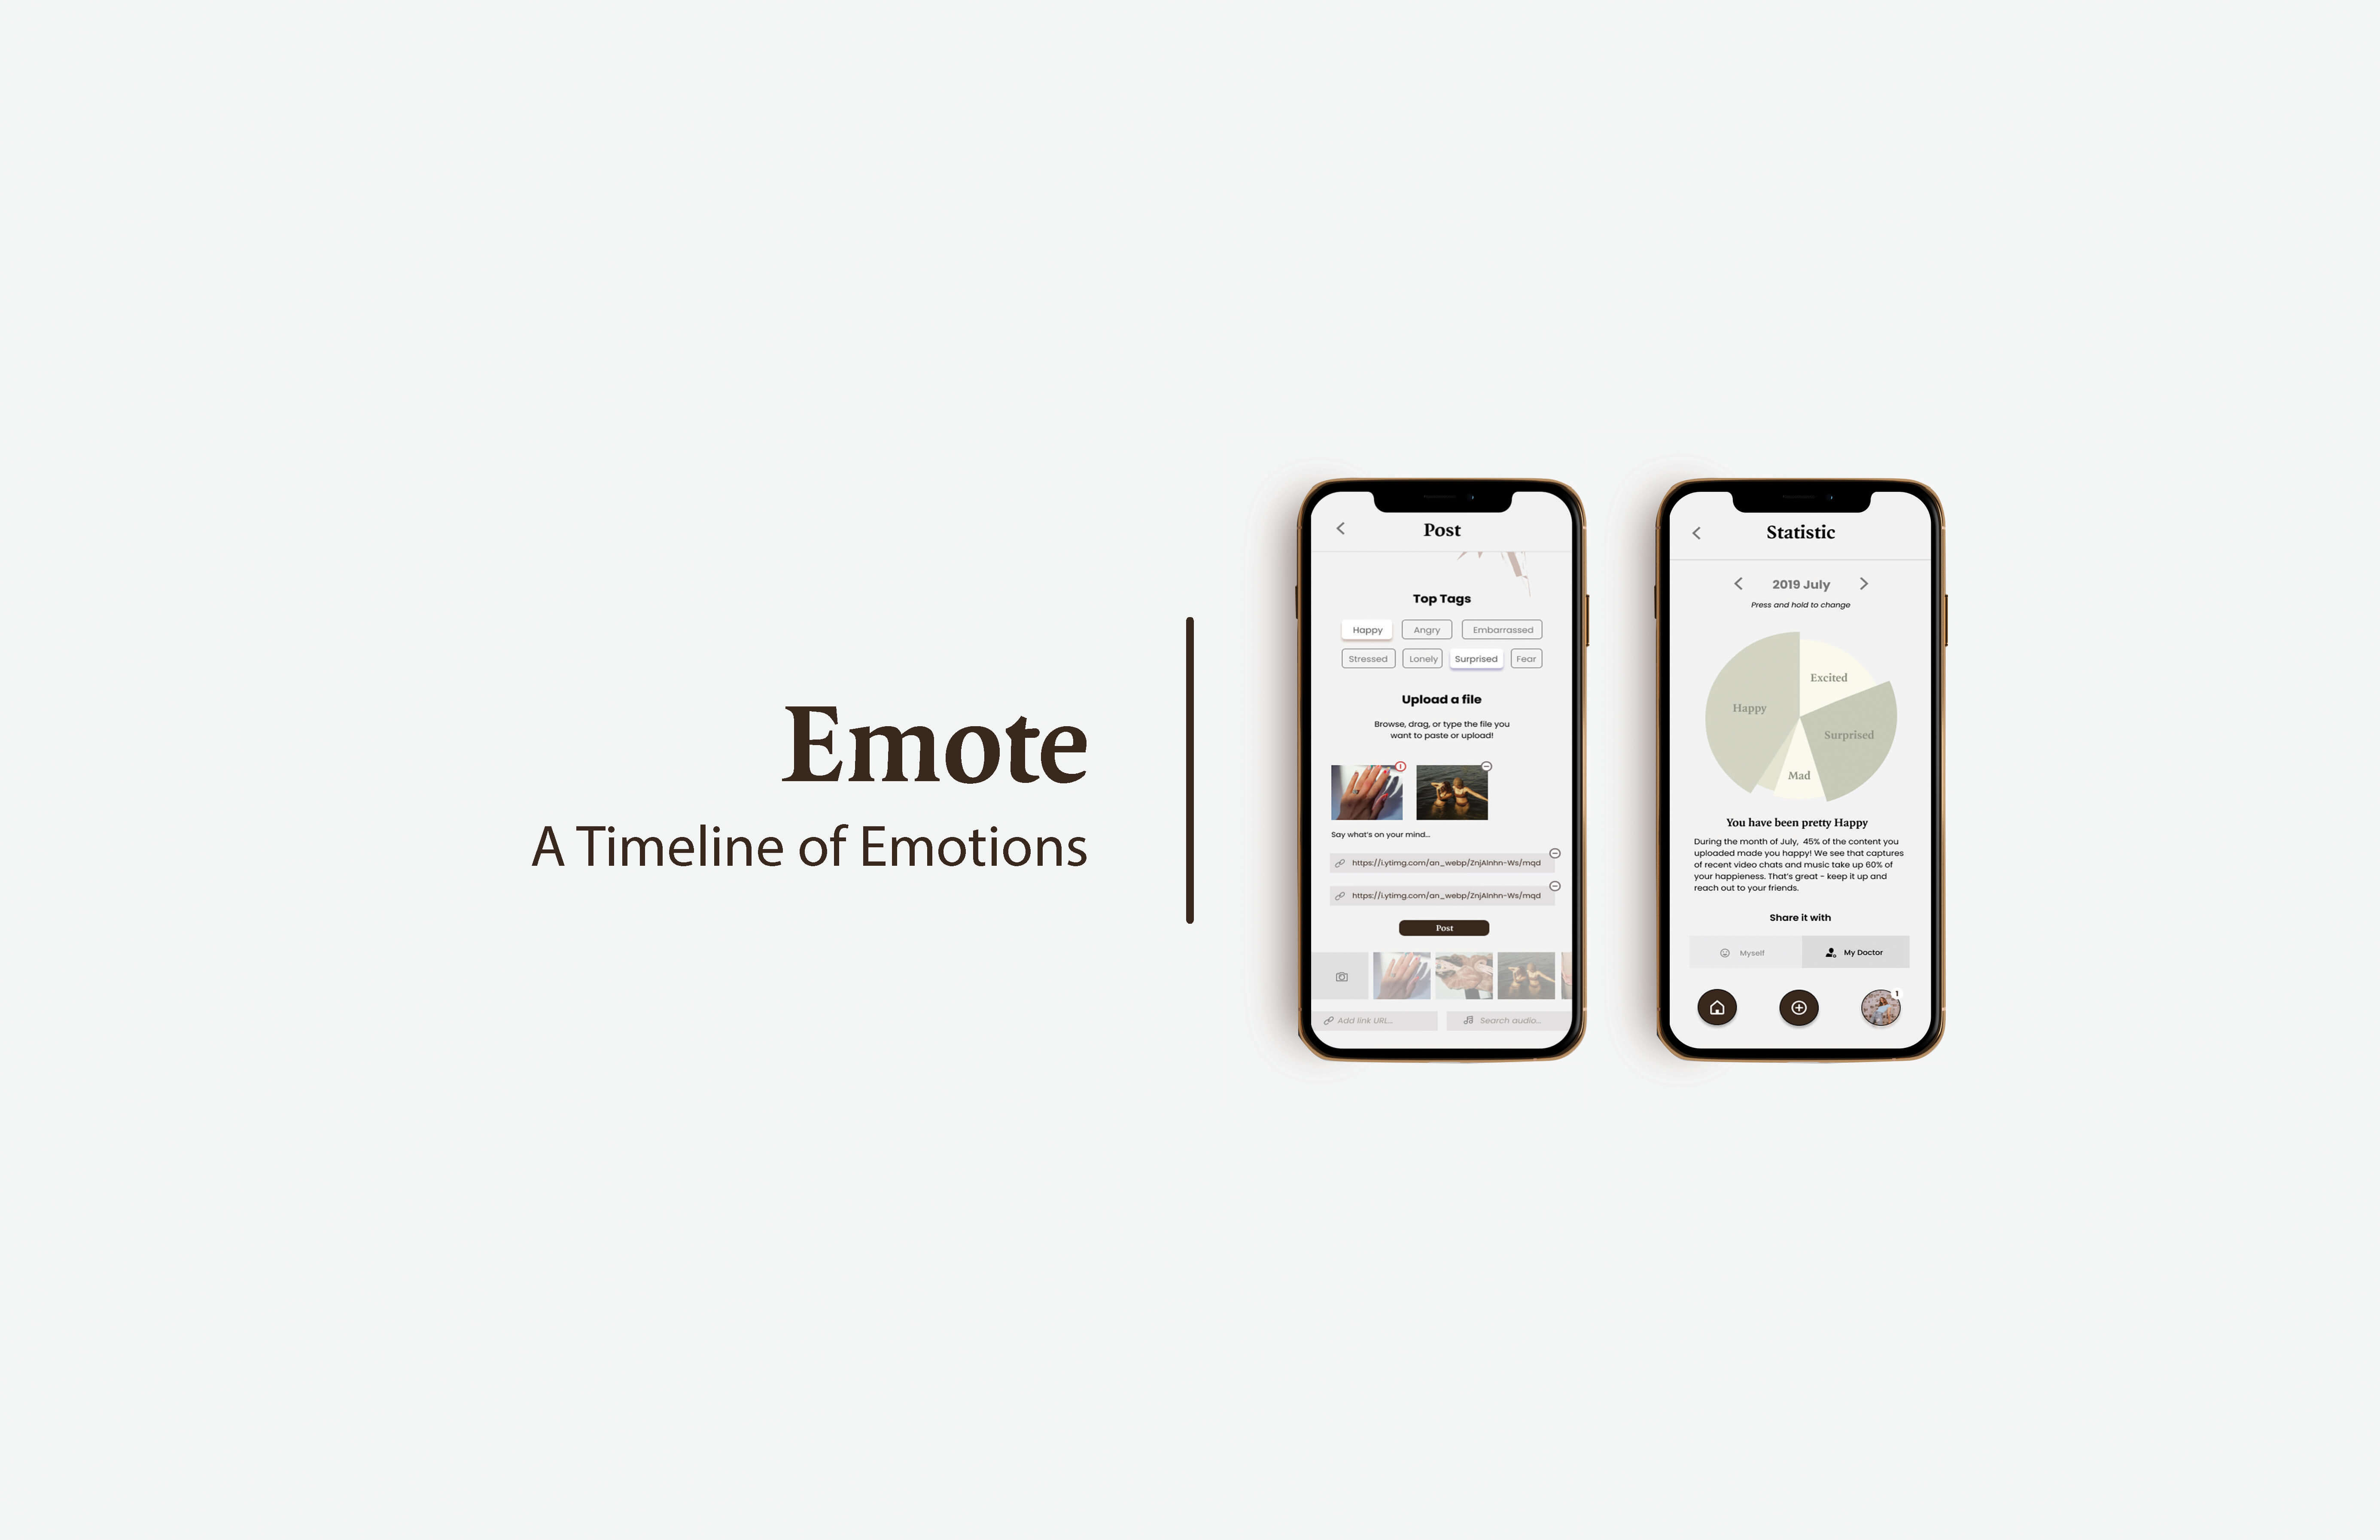 Emote
A Timeline of Emotions
Post
Top Tags
Happy Angry Embarrassed
Stressed Lonely Surprised Fear
Upload a file
Browse, drag, or type the file you
want to paste or upload!
Say what's on your mind...
https://i.ytimg.com/an_webp/ZnjAlnhn-Ws/mqd
https://i.ytimg.com/an_webp/ZnjAlnhn-Ws/mqd
Post
Add link URL... Search audio...
Statistic
2019 July
Press and hold to change
Excited
Happy
Surprised
Mad
You have been pretty Happy
During the month of July, 45% of the content you
uploaded made you happy! We see that captures
of recent video chats and music take up 60% of
your happieness. That's great - keep it up and
reach out to your friends.
Share it with
Myself My Doctor
1